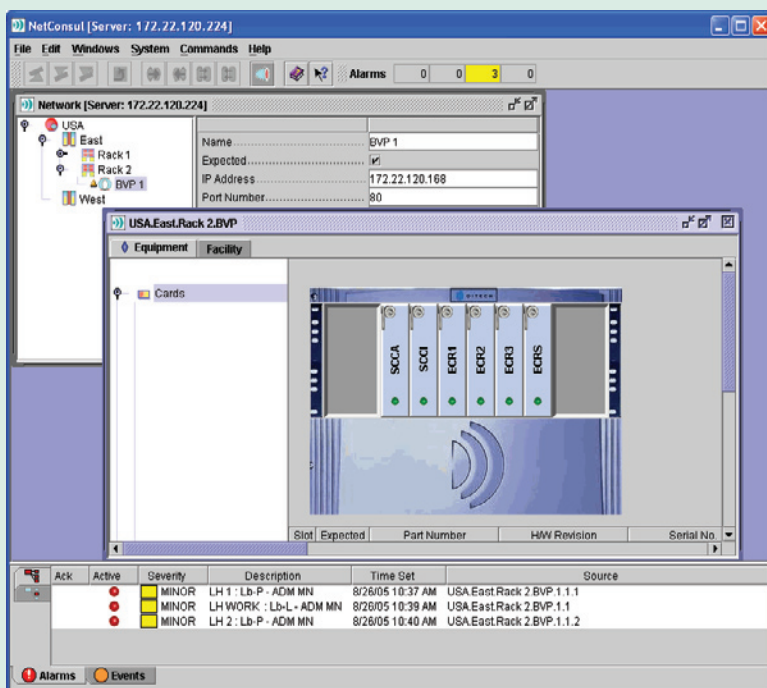 NetConsul [Server: 172.22.120.224]
File Edit Windows System Commands Help
Alarms 0 0 3 0
Network [Server: 172.22.120.224]
USA
East
Rack 1
Rack 2
BVP 1
West
Name BVP 1
Expected
IP Address 172.22.120.168
Port Number 80
USA.East.Rack 2.BVP
Equipment Facility
Cards
DITECH
SCCA SCCI ECR1 ECR2 ECR3 ECRS
Slot Expected Part Number H/W Revision Serial No.
Ack Active Severity Description Time Set Source
MINOR LH 1 : Lb-P - ADM MN 8/26/05 10:37 AM USA.East.Rack 2.BVP.1.1.1
MINOR LH WORK : Lb-L - ADM MN 8/26/05 10:39 AM USA.East.Rack 2.BVP.1.1
MINOR LH 2 : Lb-P - ADM MN 8/26/05 10:40 AM USA.East.Rack 2.BVP.1.1.2
Alarms Events